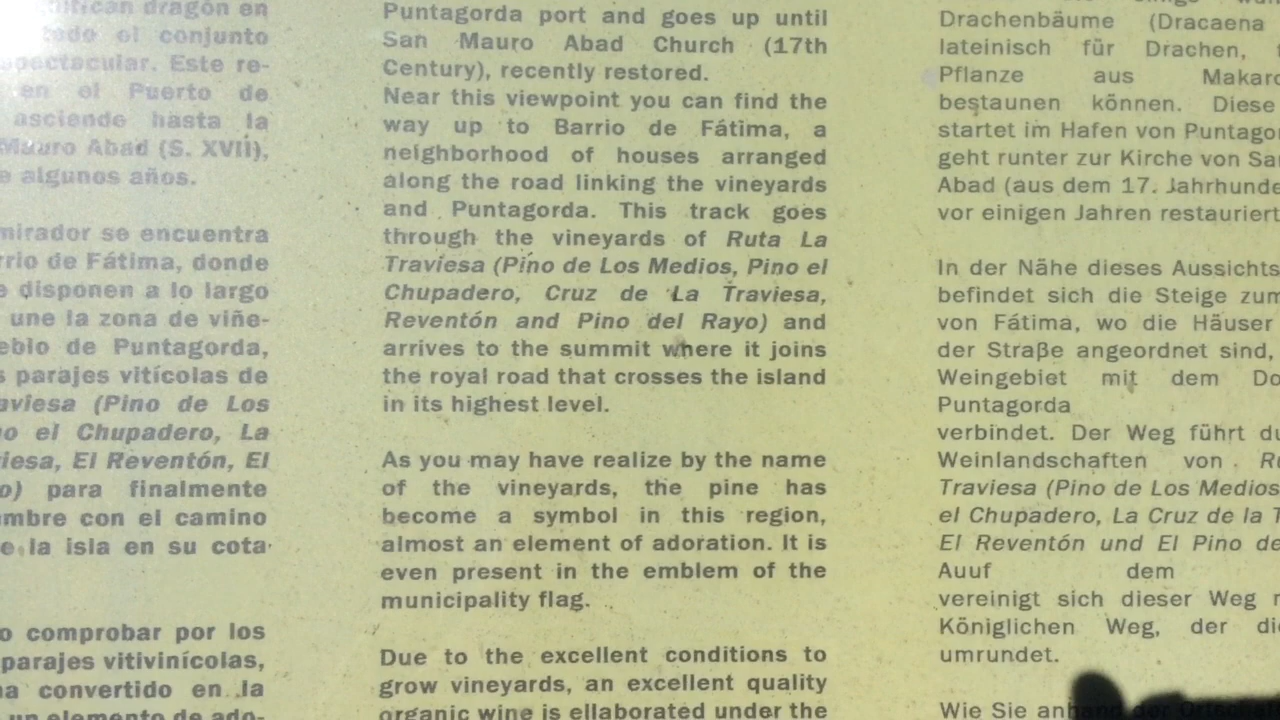 dragón en
el conjunto
Este re-
en el Puerto de
asciende hasta la
Mauro Abad (S. XVII),
algunos años.
mirador se encuentra
de Fátima, donde
disponen a lo largo
une la zona de viñe-
de Puntagorda,
parajes vitícolas de
(Pino de Los
el Chupadero, La
El Reventón, El
para finalmente
con el camino
la isla en su cota
comprobar por los
parajes vitivinícolas,
convertido en la
un elemento de ado-
Puntagorda port and goes up until
San Mauro Abad Church (17th
Century), recently restored.
Near this viewpoint you can find the
way up to Barrio de Fátima, a
neighborhood of houses arranged
along the road linking the vineyards
and Puntagorda. This track goes
through the vineyards of Ruta La
Traviesa (Pino de Los Medios, Pino el
Chupadero, Cruz de La Traviesa,
Reventón and Pino del Rayo) and
arrives to the summit where it joins
the royal road that crosses the island
in its highest level.
As you may have realize by the name
of the vineyards, the pine has
become a symbol in this region,
almost an element of adoration. It is
even present in the emblem of the
municipality flag.
Due to the excellent conditions to
grow vineyards, an excellent quality
organic wine is ellaborated under the
Drachenbäume (Dracaena
lateinisch für Drachen,
Pflanze aus
bestaunen können. Diese
startet im Hafen von
geht runter zur Kirche von
Abad (aus dem 17.
vor einigen Jahren restauriert
In der Nähe dieses
befindet sich die Steige zum
von Fátima, wo die Häuser
der Straβe angeordnet sind,
Weingebiet mit dem
Puntagorda
verbindet. Der Weg führt
Weinlandschaften von
Traviesa (Pino de Los Medios
el Chupadero, La Cruz de la
El Reventón und El Pino
Auuf dem
vereinigt sich dieser Weg
Königlichen Weg, der
umrundet.
Wie Sie anhand der